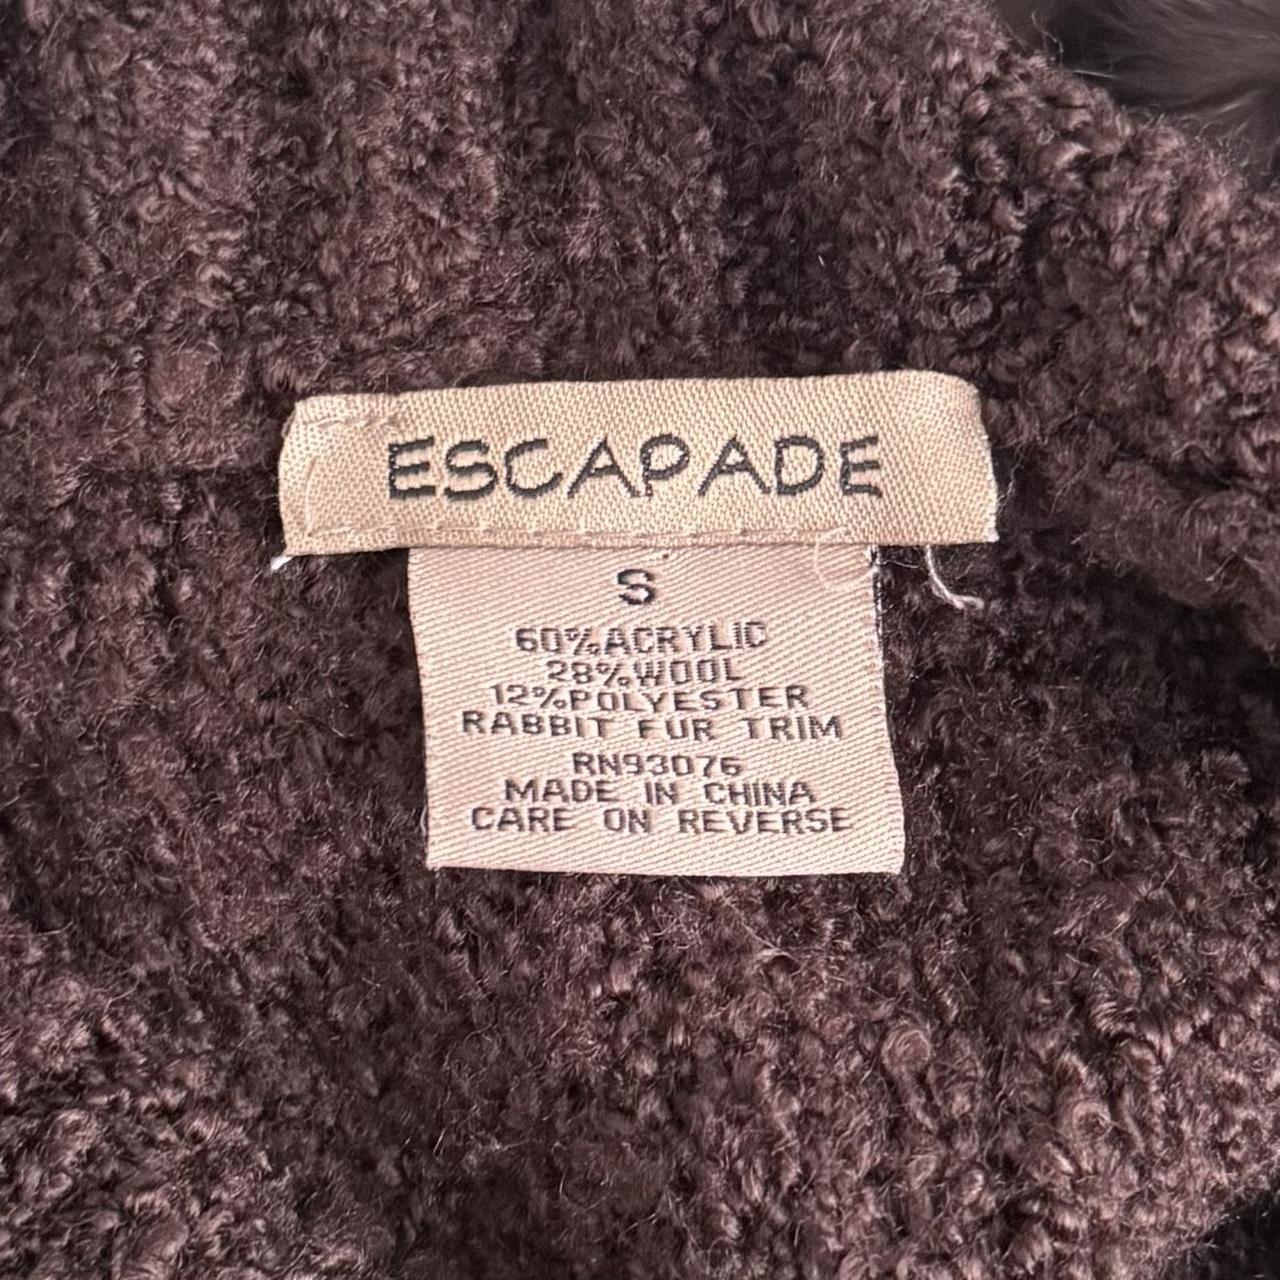 ESCAPADE
S
60%ACRYLIC
28%WOOL
12%POLYESTER
RABBIT FUR TRIM
RN93076
MADE IN CHINA
CARE ON REVERSE